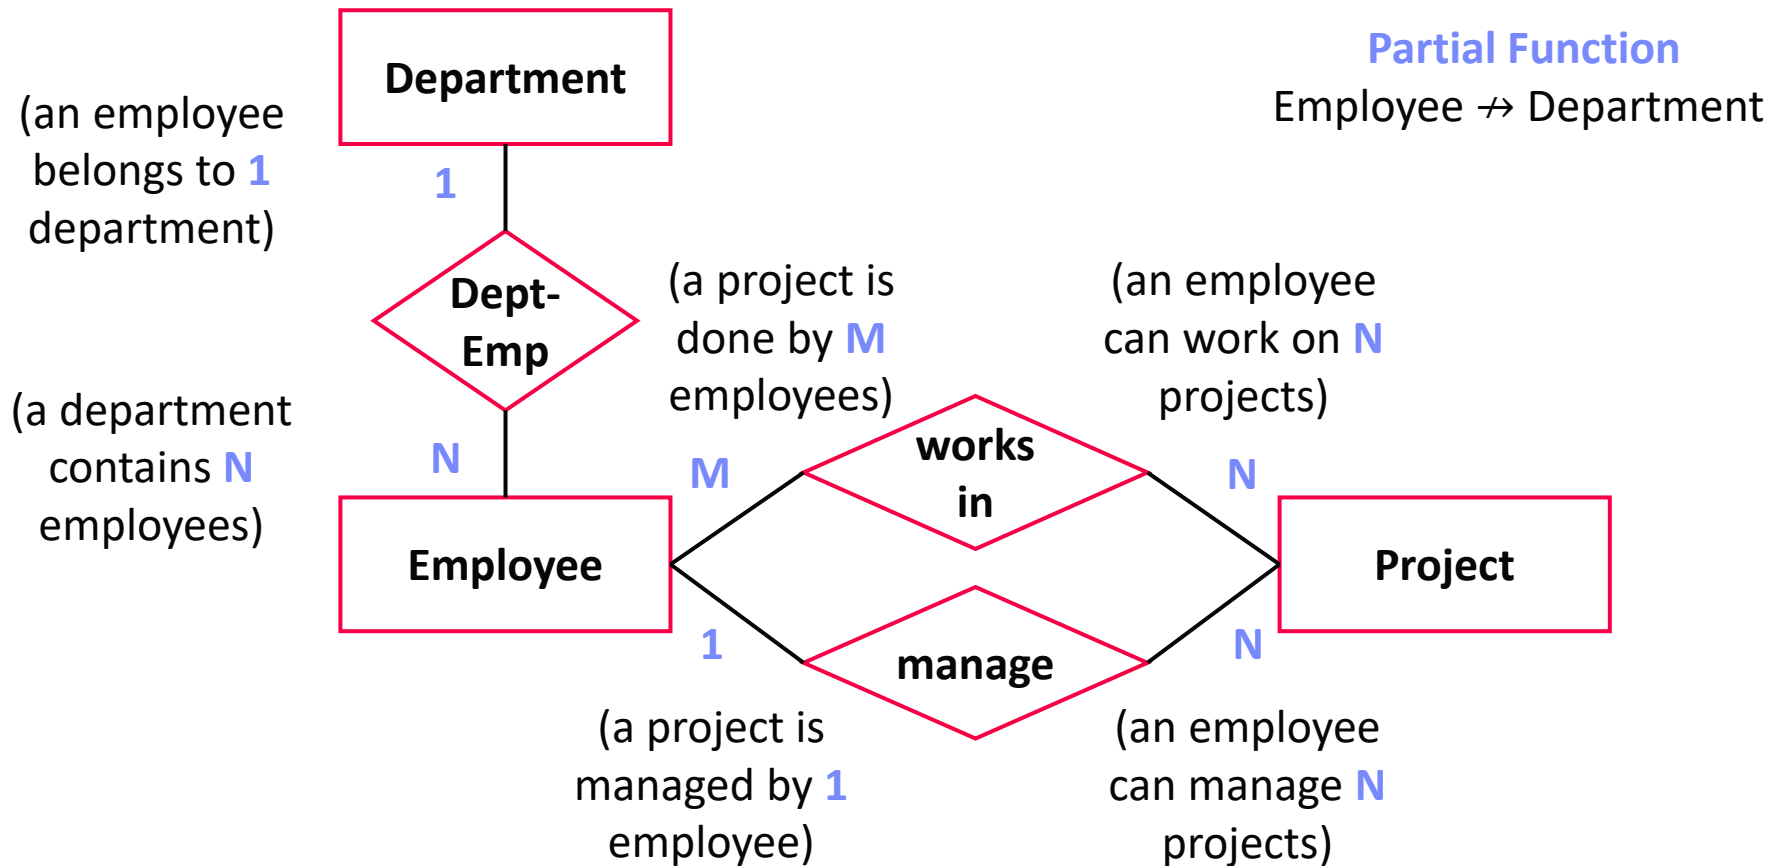 Department
Partial Function
Employee ↛ Department
(an employee
belongs to 1
department)
1
Dept-
Emp
(a project is
done by M
employees)
(an employee
can work on N
projects)
(a department
contains N
employees)
N
M
works
in
N
Employee
Project
1
manage
N
(a project is
managed by 1
employee)
(an employee
can manage N
projects)